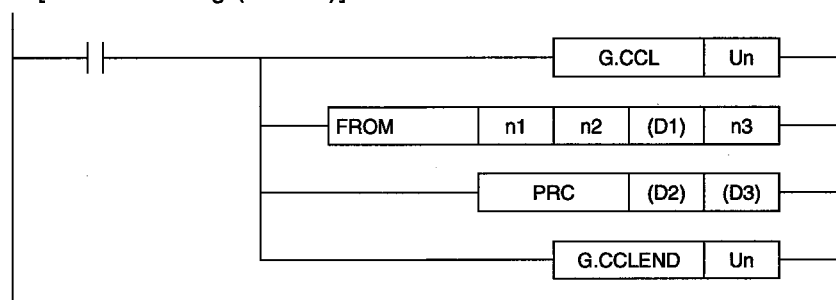 G.CCL Un
FROM n1 n2 (D1) n3
PRC (D2) (D3)
G.CCLEND Un